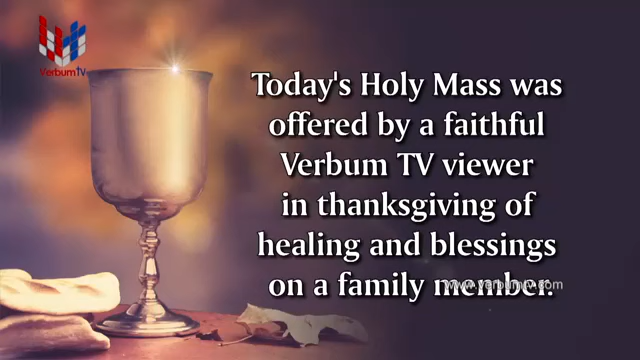 VerbumTV
Today's Holy Mass was
offered by a faithful
Verbum TV viewer
in thanksgiving of
healing and blessings
on a family member.
www.verbumtv.com